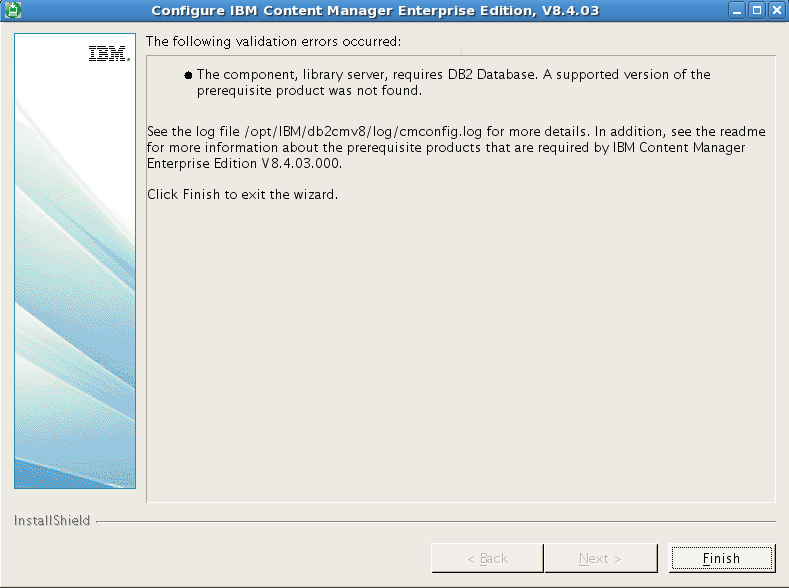 Configure IBM Content Manager Enterprise Edition, V8.4.03
IBM.
The following validation errors occurred:
● The component, library server, requires DB2 Database. A supported version of the
prerequisite product was not found.
See the log file /opt/IBM/db2cmv8/log/cmconfig.log for more details. In addition, see the readme
for more information about the prerequisite products that are required by IBM Content Manager
Enterprise Edition V8.4.03.000.
Click Finish to exit the wizard.
InstallShield
< Back
Next >
Finish